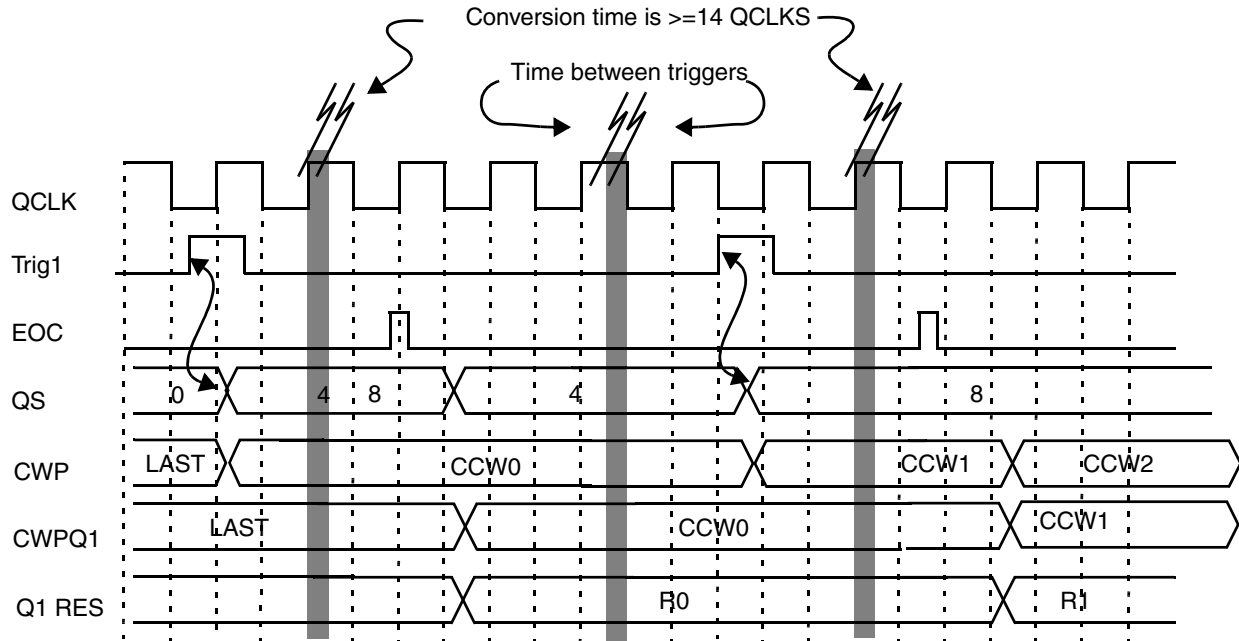 Conversion time is >=14 QCLKS
Time between triggers
QCLK
Trig1
EOC
QS 0 4 8 4 8
CWP LAST CCW0 CCW1 CCW2
CWPQ1 LAST CCW0 CCW1
Q1 RES R0 R1